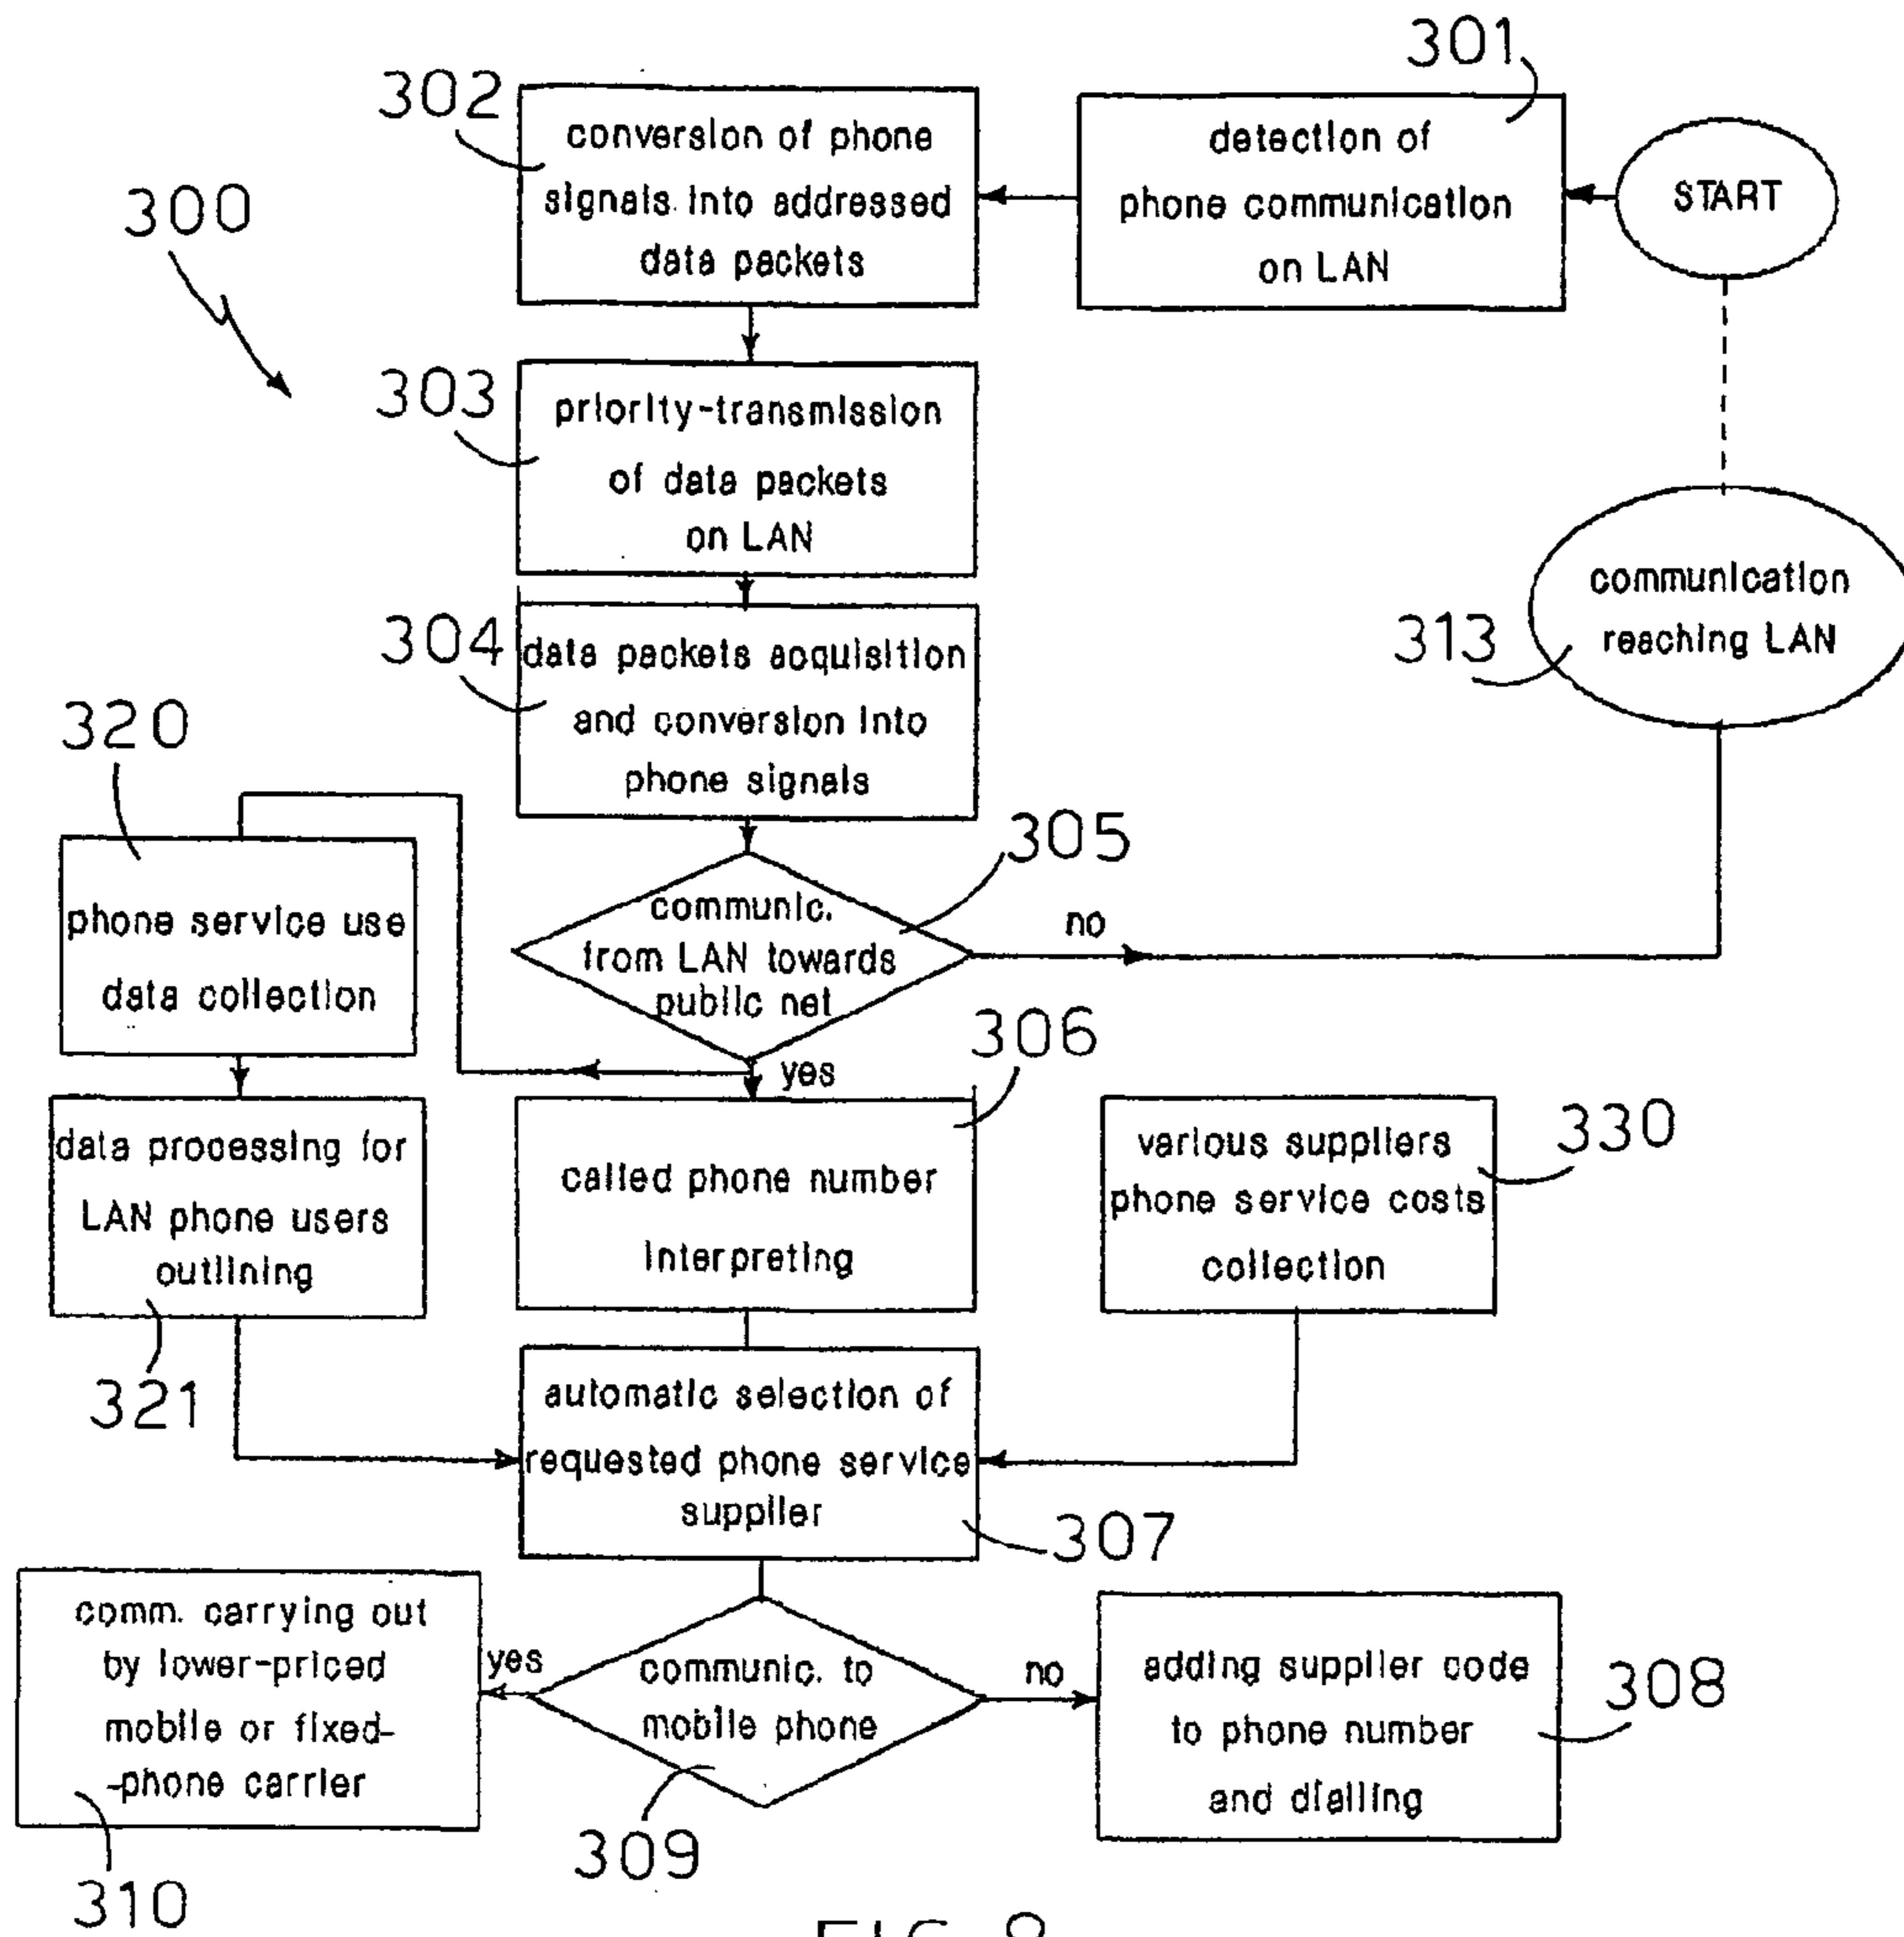 301
detection of
phone communication
on LAN
START
302
conversion of phone
signals into addressed
data packets
300
303
priority-transmission
of data packets
on LAN
304
data packets acquisition
and conversion into
phone signals
communication
reaching LAN
313
305
communic.
from LAN towards
public net
no
yes
320
phone service use
data collection
306
called phone number
interpreting
330
various suppliers
phone service costs
collection
data processing for
LAN phone users
outlining
321
automatic selection of
requested phone service
supplier
307
communic. to
mobile phone
309
yes
no
comm. carrying out
by lower-priced
mobile or fixed-
-phone carrier
310
adding supplier code
to phone number
and dialling
308